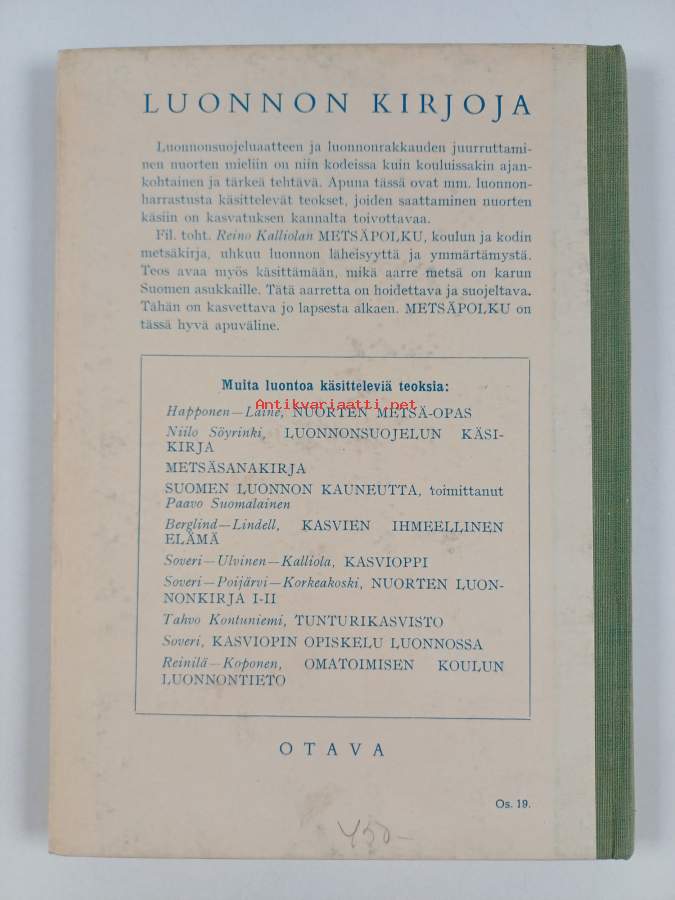 LUONNON KIRJOJA
Luonnonsuojeluaatteen ja luonnonrakkauden juurruttami-
nen nuorten mieliin on niin kodeissa kuin kouluissakin ajan-
kohtainen ja tärkeä tehtävä. Apuna tässä ovat mm. luonnon-
harrastusta käsittelevät teokset, joiden saattaminen nuorten
käsiin on kasvatuksen kannalta toivottavaa.
Fil. toht. Reino Kalliolan METSÄPOLKU, koulun ja kodin
metsäkirja, uhkuu luonnon läheisyyttä ja ymmärtämystä.
Teos avaa myös käsittämään, mikä aarre metsä on karun
Suomen asukkaille. Tätä aarretta on hoidettava ja suojeltava.
Tähän on kasvettava jo lapsesta alkaen. METSÄPOLKU on
tässä hyvä apuväline.
Muita luontoa käsitteleviä teoksia:
Antikvariaatti.net
Happonen—Laine, NUORTEN METSÄ-OPAS
Niilo Söyrinki, LUONNONSUOJELUN KÄSI-
KIRJA
METSÄSANAKIRJA
SUOMEN LUONNON KAUNEUTTA, toimittanut
Paavo Suomalainen
Berglind—Lindell, KASVIEN IHMEELLINEN
ELÄMÄ
Soveri—Ulvinen—Kalliola, KASVIOPPI
Soveri—Poijärvi—Korkeakoski, NUORTEN LUON-
NONKIRJA I-II
Tahvo Kontuniemi, TUNTURIKASVISTO
Soveri, KASVIOPIN OPISKELU LUONNOSSA
Reinilä—Koponen, OMATOIMISEN KOULUN
LUONNONTIETO
OTAVA
Os. 19.
450-